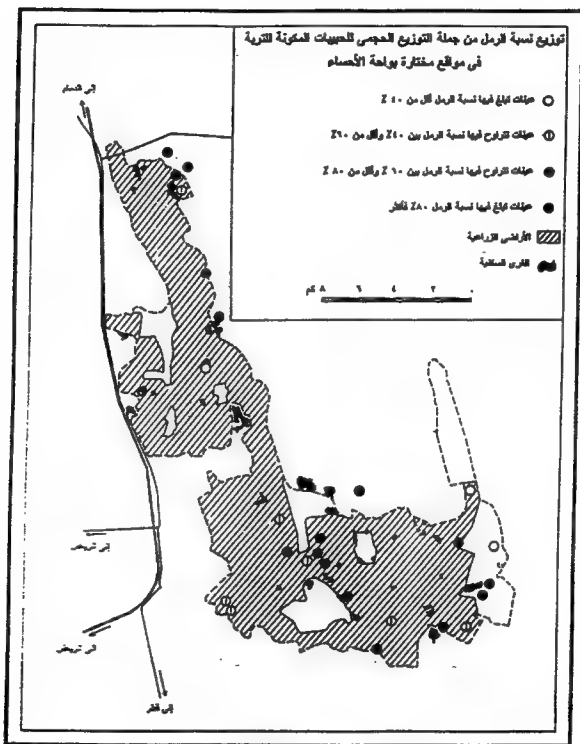 توزيع نسبة الرمل من جملة التوزيع الحجمي للحبيبات المكونة للتربة
في مواقع مختارة بواحة الأحساء
عينات تبلغ فيها نسبة الرمل أقل من ٤٠ ٪
عينات تتراوح فيها نسبة الرمل بين ٤٠٪ وأقل من ٦٠٪
عينات تتراوح فيها نسبة الرمل بين ٦٠ ٪ وأقل من ٨٠ ٪
عينات تبلغ فيها نسبة الرمل ٨٠٪ فأكثر
الأراضي الزراعية
القرى السكنية
٨ كم ٦ ٤ ٢
إلى الدمام
إلى الرياض
إلى الرياض
إلى قطر